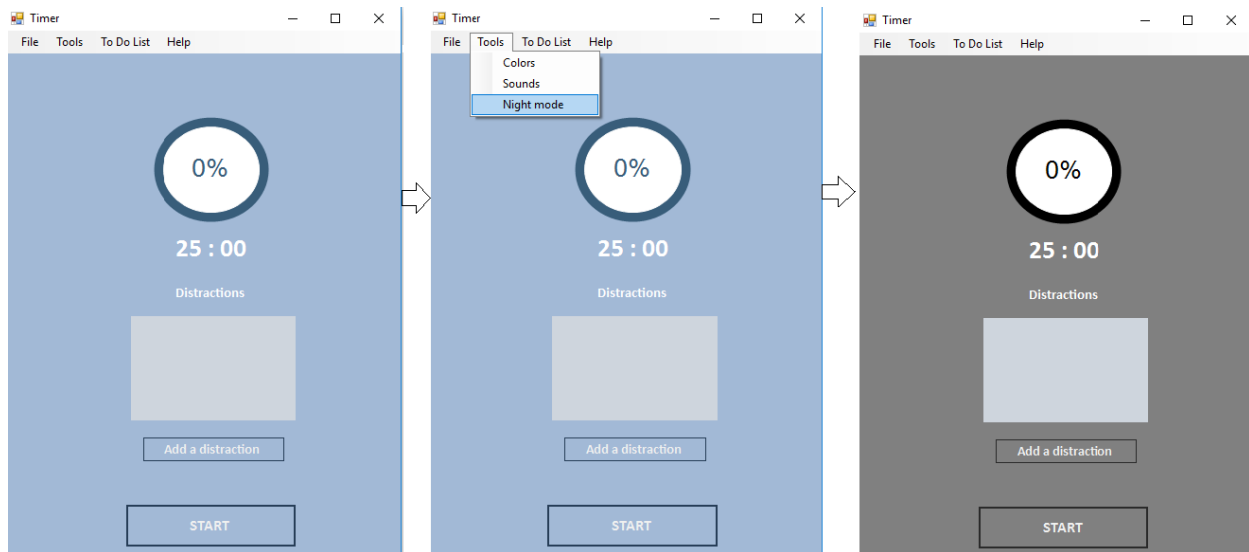 Timer
File Tools To Do List Help
0%
25 : 00
Distractions
Add a distraction
START
Timer
File Tools To Do List Help
Colors
Sounds
Night mode
0%
25 : 00
Distractions
Add a distraction
START
Timer
File Tools To Do List Help
0%
25 : 00
Distractions
Add a distraction
START